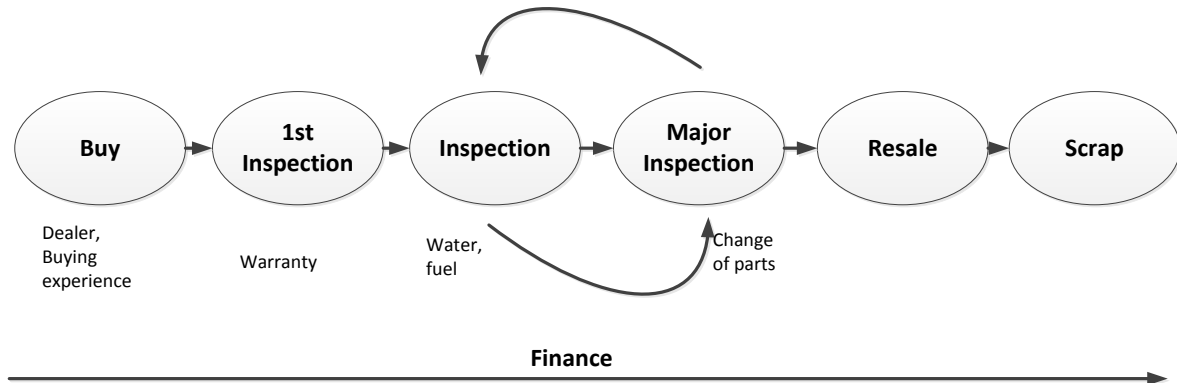 Buy
1st
Inspection
Inspection
Major
Inspection
Resale
Scrap
Dealer,
Buying
experience
Warranty
Water,
fuel
Change
of parts
Finance